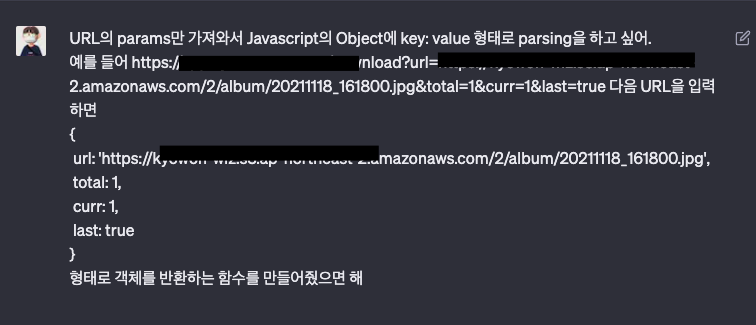 URL의 params만 가져와서 Javascript의 Object에 key: value 형태로 parsing을 하고 싶어.
예를 들어 https:/ nload?url=
2.amazonaws.com/2/album/20211118_161800.jpg&total=1&curr=1&last=true 다음 URL을 입력
하면
{
url: 'https://k amazonaws.com/2/album/20211118_161800.jpg',
total: 1,
curr: 1,
last: true
}
형태로 객체를 반환하는 함수를 만들어줬으면 해